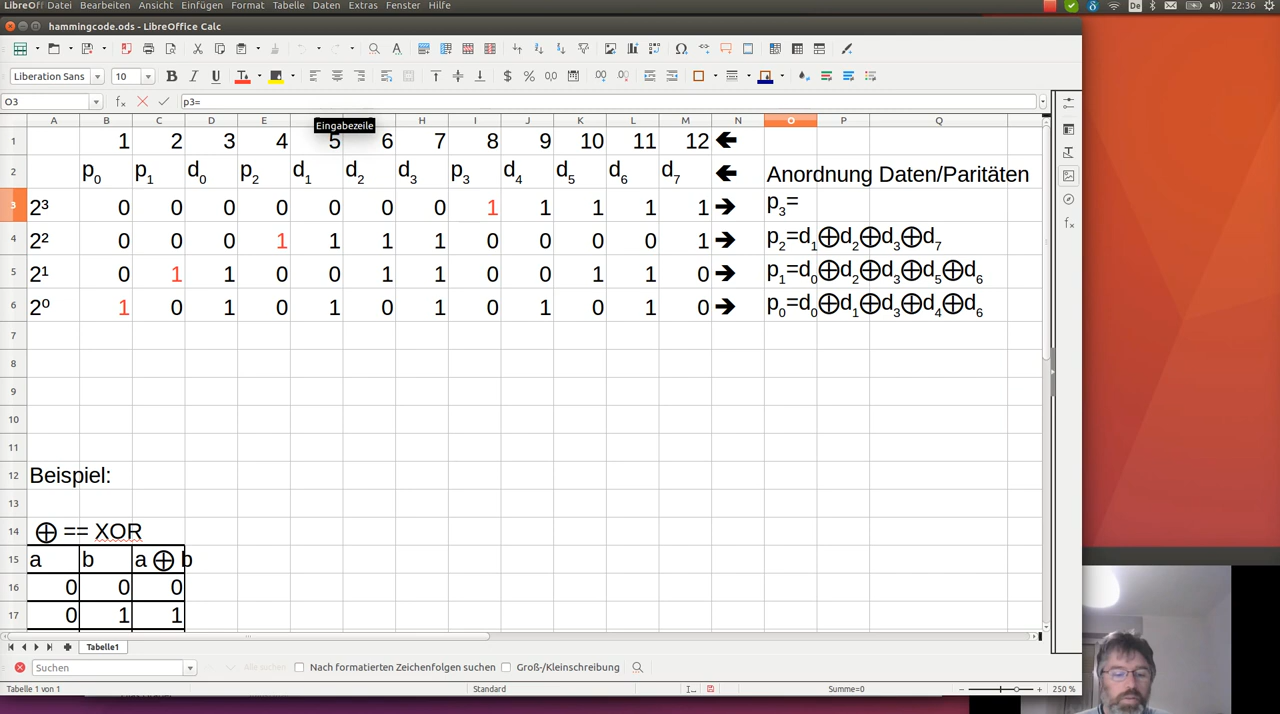 LibreOf Datei Bearbeiten Ansicht Einfügen Format Tabelle Daten Extras Fenster Hilfe De 22:36
hammingcode.ods - LibreOffice Calc
Liberation Sans 10
O3 p3=
Eingabezeile
A B C D E F G H I J K L M N O P Q
1 1 2 3 4 5 6 7 8 9 10 11 12 🡰
2 p₀ p₁ d₀ p₂ d₁ d₂ d₃ p₃ d₄ d₅ d₆ d₇ 🡰 Anordnung Daten/Paritäten
3 2³ 0 0 0 0 0 0 0 1 1 1 1 1 ➔ p₃=
4 2² 0 0 0 1 1 1 1 0 0 0 0 1 ➔ p₂=d₁⨁d₂⨁d₃⨁d₇
5 2¹ 0 1 1 0 0 1 1 0 0 1 1 0 ➔ p₁=d₀⨁d₂⨁d₃⨁d₅⨁d₆
6 2⁰ 1 0 1 0 1 0 1 0 1 0 1 0 ➔ p₀=d₀⨁d₁⨁d₃⨁d₄⨁d₆
7
8
9
10
11
12 Beispiel:
13
14 ⨁ == XOR
15 a b a ⨁ b
16 0 0 0
17 0 1 1
Tabelle1
Suchen Alle suchen Nach formatierten Zeichenfolgen suchen Groß-/Kleinschreibung
Tabelle 1 von 1 Standard Summe=0 250 %